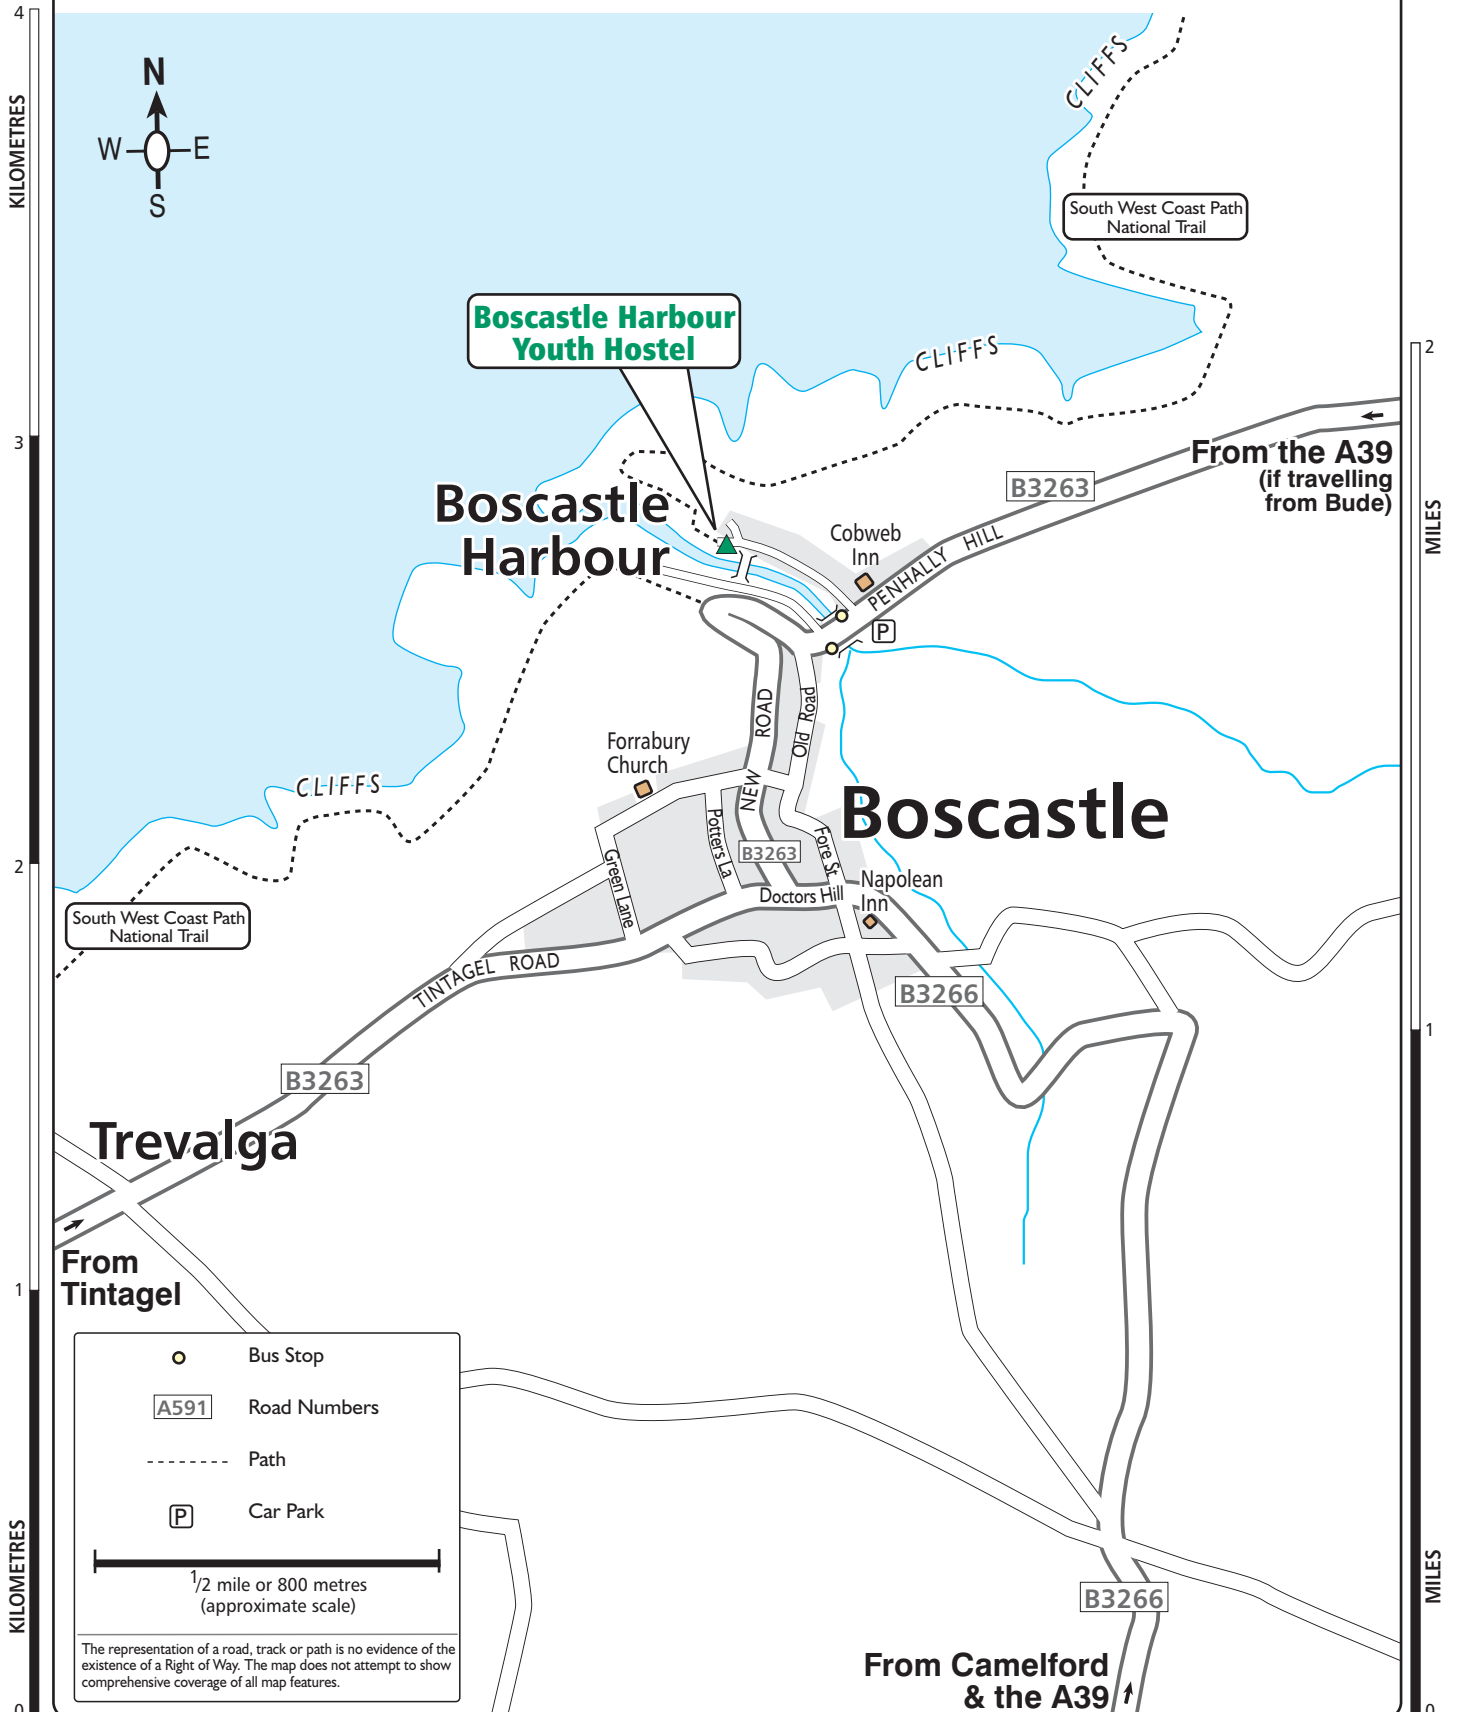 4
KILOMETRES
N
W
E
S
CLIFFS
South West Coast Path
National Trail
Boscastle Harbour
Youth Hostel
CLIFFS
2
3
MILES
From the A39
(if travelling
from Bude)
B3263
Boscastle
Harbour
Cobweb
Inn
PENHALLY HILL
P
NEW ROAD
Old Road
Forrabury
Church
CLIFFS
Boscastle
Potters La
Fore St
B3263
Green Lane
2
Napolean
Inn
Doctors Hill
South West Coast Path
National Trail
TINTAGEL ROAD
B3266
1
B3263
Trevalga
From
Tintagel
1
Bus Stop
A591
Road Numbers
Path
P
Car Park
1/2 mile or 800 metres
(approximate scale)
The representation of a road, track or path is no evidence of the
existence of a Right of Way. The map does not attempt to show
comprehensive coverage of all map features.
KILOMETRES
0
B3266
MILES
From Camelford
& the A39
0